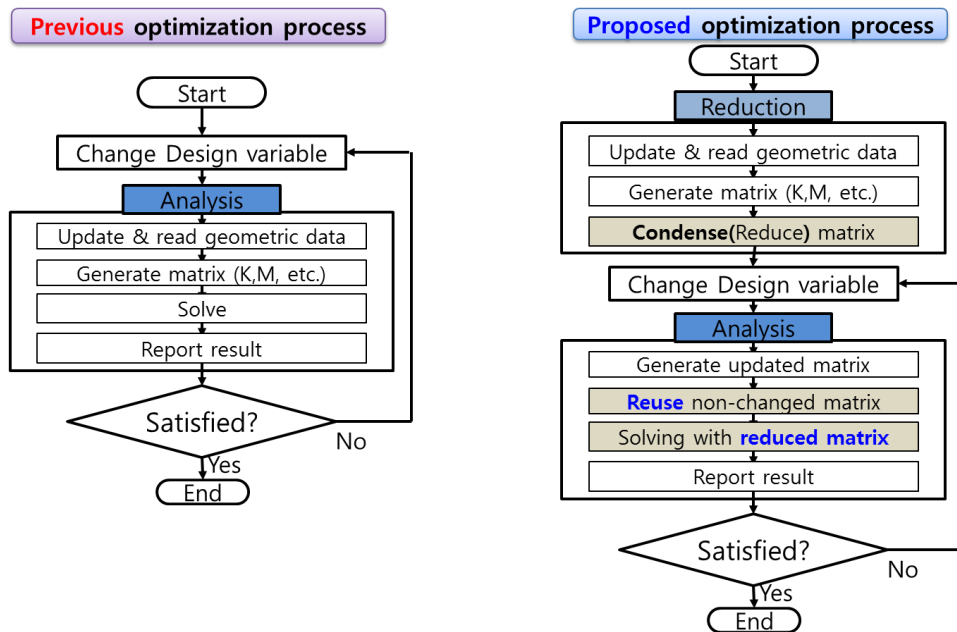 Previous optimization process
Start
Change Design variable
Analysis
Update & read geometric data
Generate matrix (K,M, etc.)
Solve
Report result
Satisfied?
No
Yes
End
Proposed optimization process
Start
Reduction
Update & read geometric data
Generate matrix (K,M, etc.)
Condense(Reduce) matrix
Change Design variable
Analysis
Generate updated matrix
Reuse non-changed matrix
Solving with reduced matrix
Report result
Satisfied?
No
Yes
End